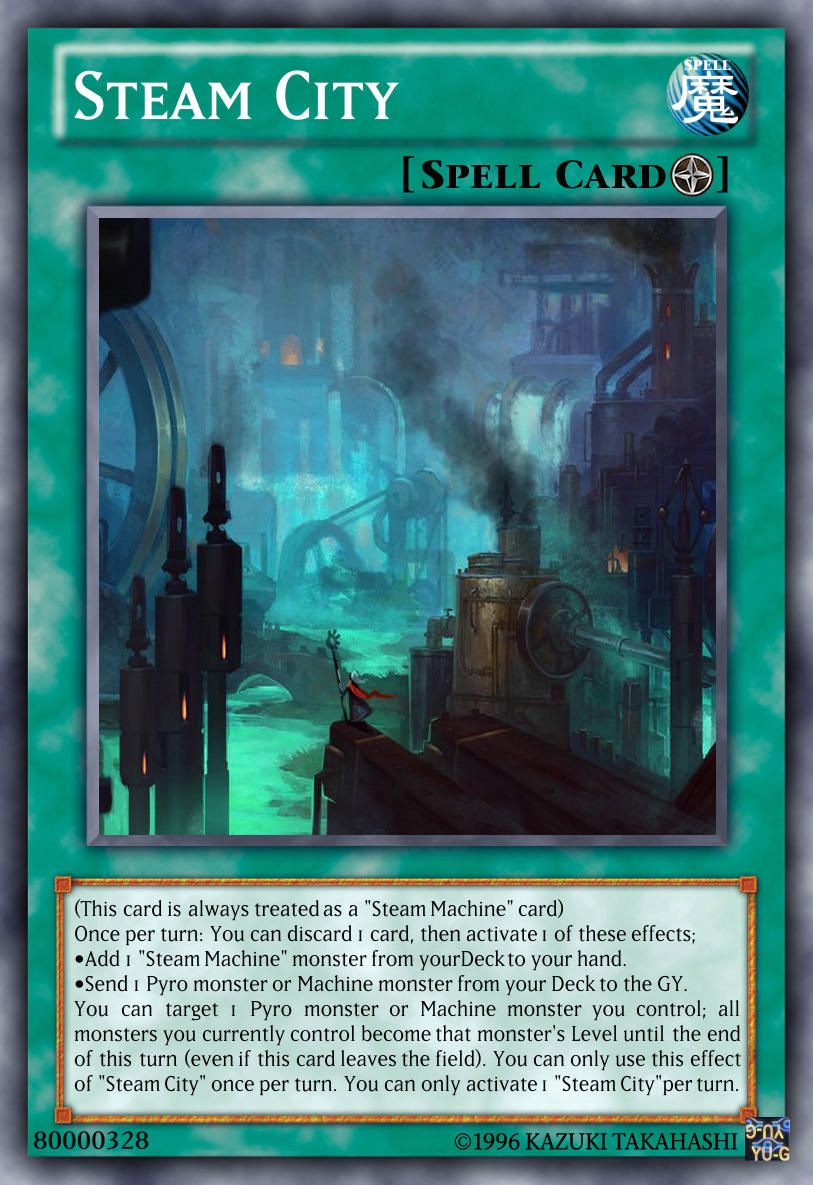 STEAM CITY
SPELL
魔
[SPELL CARD]
(This card is always treated as a "Steam Machine" card)
Once per turn: You can discard 1 card, then activate 1 of these effects;
•Add 1 "Steam Machine" monster from yourDeck to your hand.
•Send 1 Pyro monster or Machine monster from your Deck to the GY.
You can target 1 Pyro monster or Machine monster you control; all
monsters you currently control become that monster's Level until the end
of this turn (even if this card leaves the field). You can only use this effect
of "Steam City" once per turn. You can only activate 1 "Steam City"per turn.
80000328
©1996 KAZUKI TAKAHASHI
YU-G
YU-G